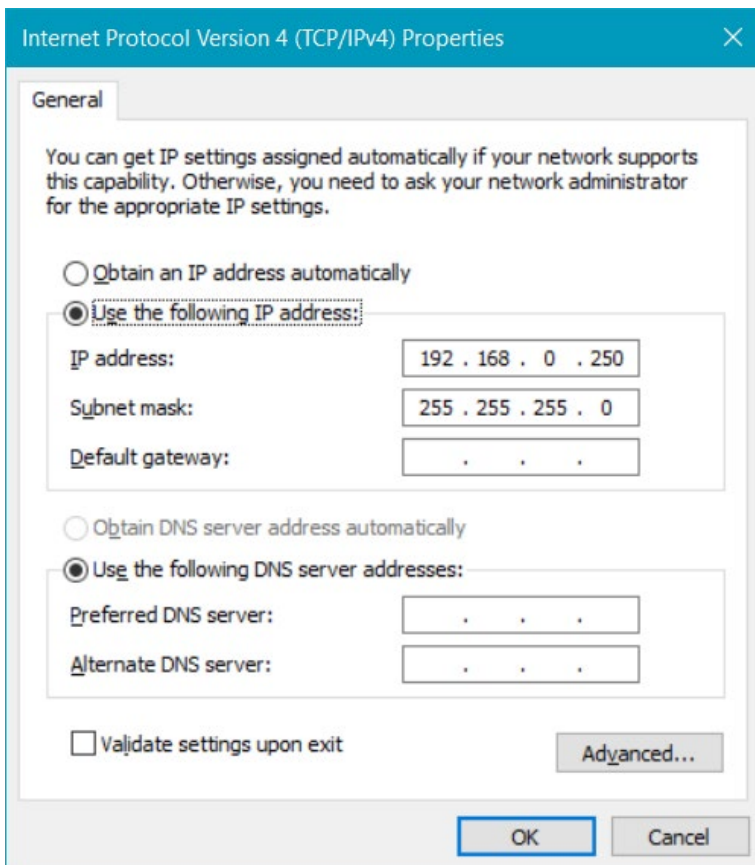 Internet Protocol Version 4 (TCP/IPv4) Properties
General
You can get IP settings assigned automatically if your network supports
this capability. Otherwise, you need to ask your network administrator
for the appropriate IP settings.
Obtain an IP address automatically
Use the following IP address:
IP address: 192 . 168 . 0 . 250
Subnet mask: 255 . 255 . 255 . 0
Default gateway: . . .
Obtain DNS server address automatically
Use the following DNS server addresses:
Preferred DNS server: . . .
Alternate DNS server: . . .
Validate settings upon exit
Advanced...
OK Cancel